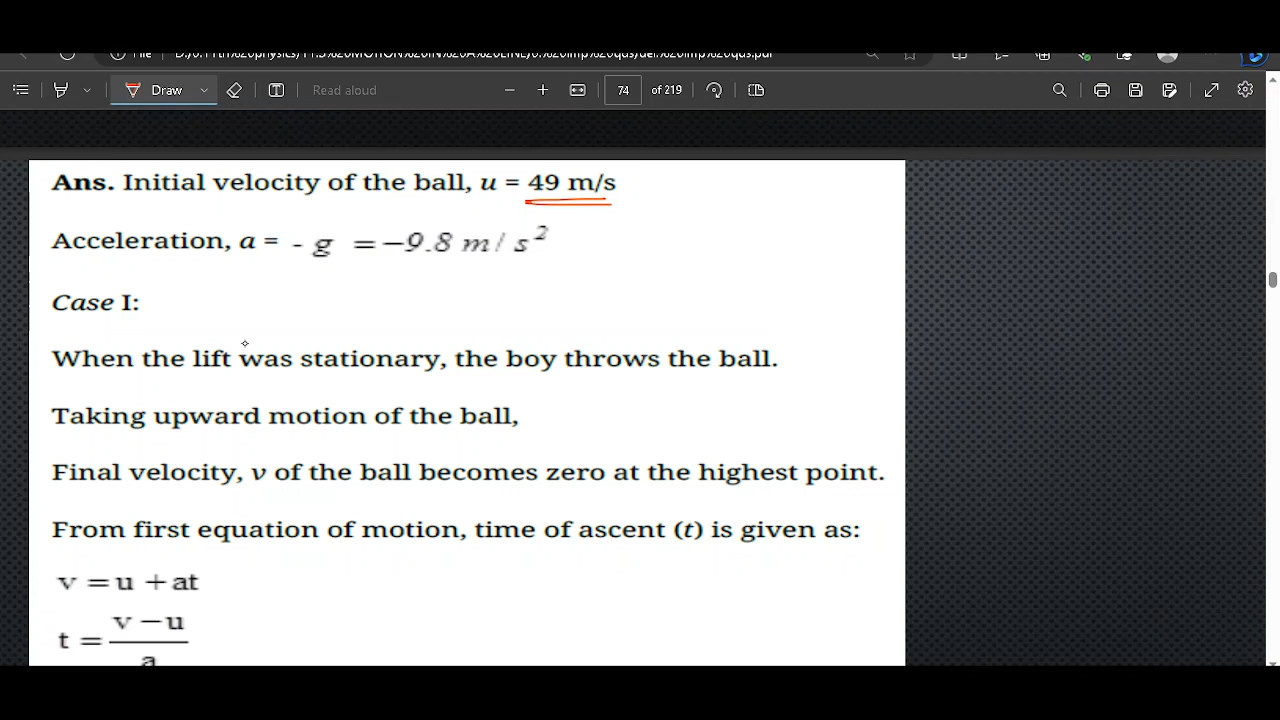 Draw
Read aloud
74 of 219
Ans. Initial velocity of the ball, u = 49 m/s
Acceleration, a = - g = −9.8 m / s²
Case I:
When the lift was stationary, the boy throws the ball.
Taking upward motion of the ball,
Final velocity, v of the ball becomes zero at the highest point.
From first equation of motion, time of ascent (t) is given as:
v = u + at
t = v − u
a